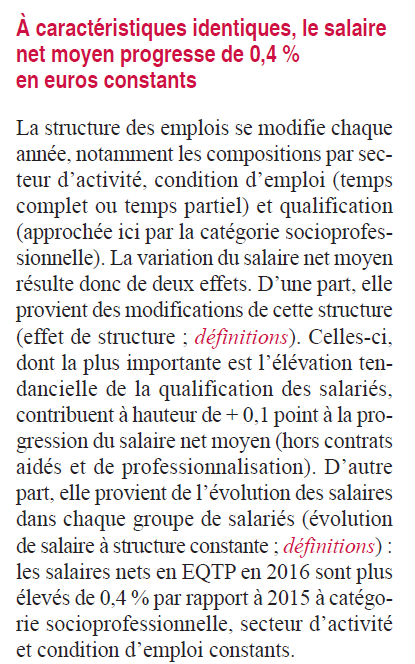 À caractéristiques identiques, le salaire
net moyen progresse de 0,4 %
en euros constants
La structure des emplois se modifie chaque
année, notamment les compositions par sec-
teur d’activité, condition d’emploi (temps
complet ou temps partiel) et qualification
(approchée ici par la catégorie socioprofes-
sionnelle). La variation du salaire net moyen
résulte donc de deux effets. D’une part, elle
provient des modifications de cette structure
(effet de structure ; définitions). Celles-ci,
dont la plus importante est l’élévation ten-
dancielle de la qualification des salariés,
contribuent à hauteur de + 0,1 point à la pro-
gression du salaire net moyen (hors contrats
aidés et de professionnalisation). D’autre
part, elle provient de l’évolution des salaires
dans chaque groupe de salariés (évolution
de salaire à structure constante ; définitions) :
les salaires nets en EQTP en 2016 sont plus
élevés de 0,4 % par rapport à 2015 à catégo-
rie socioprofessionnelle, secteur d’activité
et condition d’emploi constants.